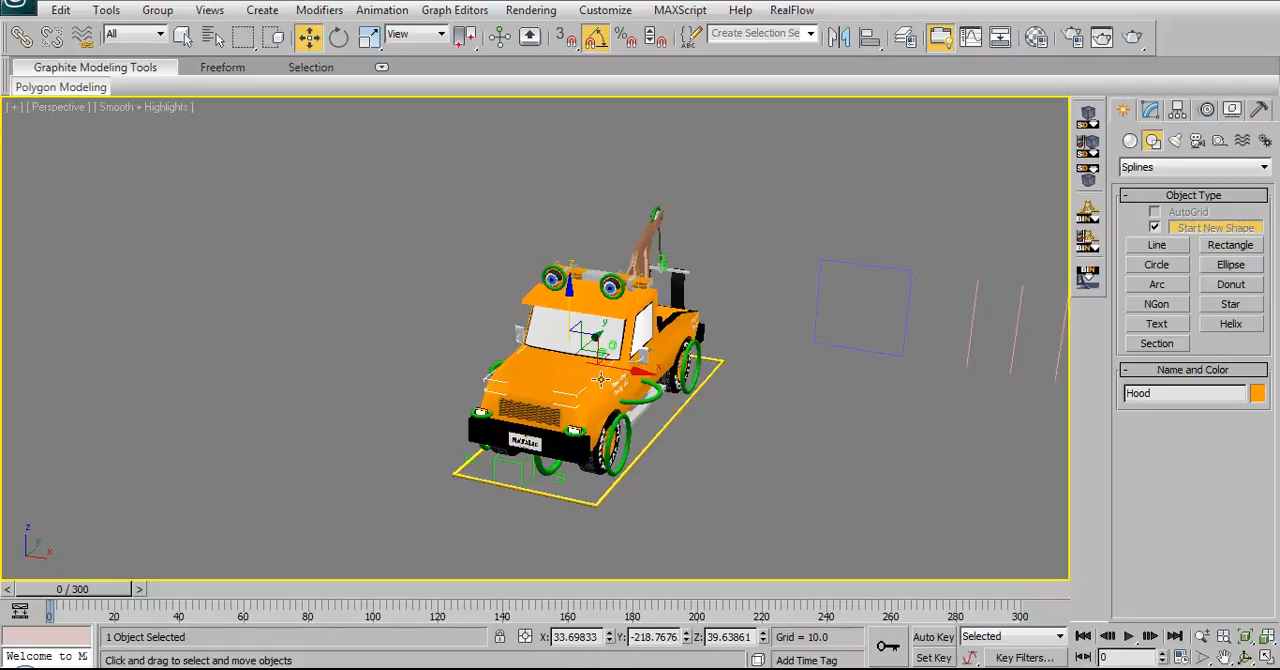 Edit Tools Group Views Create Modifiers Animation Graph Editors Rendering Customize MAXScript Help RealFlow
All View 3 Create Selection Se
Graphite Modeling Tools Freeform Selection
Polygon Modeling
[ + ] [ Perspective ] [ Smooth + Highlights ]
Splines
- Object Type
AutoGrid
Start New Shape
Line Rectangle
Circle Ellipse
Arc Donut
NGon Star
Text Helix
Section
- Name and Color
Hood
z
y
x
z
y
x
< 0 / 300 >
0 20 40 60 80 100 120 140 160 180 200 220 240 260 280 300
1 Object Selected X: 33.69833 Y: -218.7676 Z: 39.63861 Grid = 10.0 Auto Key Selected
Welcome to M Click and drag to select and move objects Add Time Tag Set Key Key Filters... 0